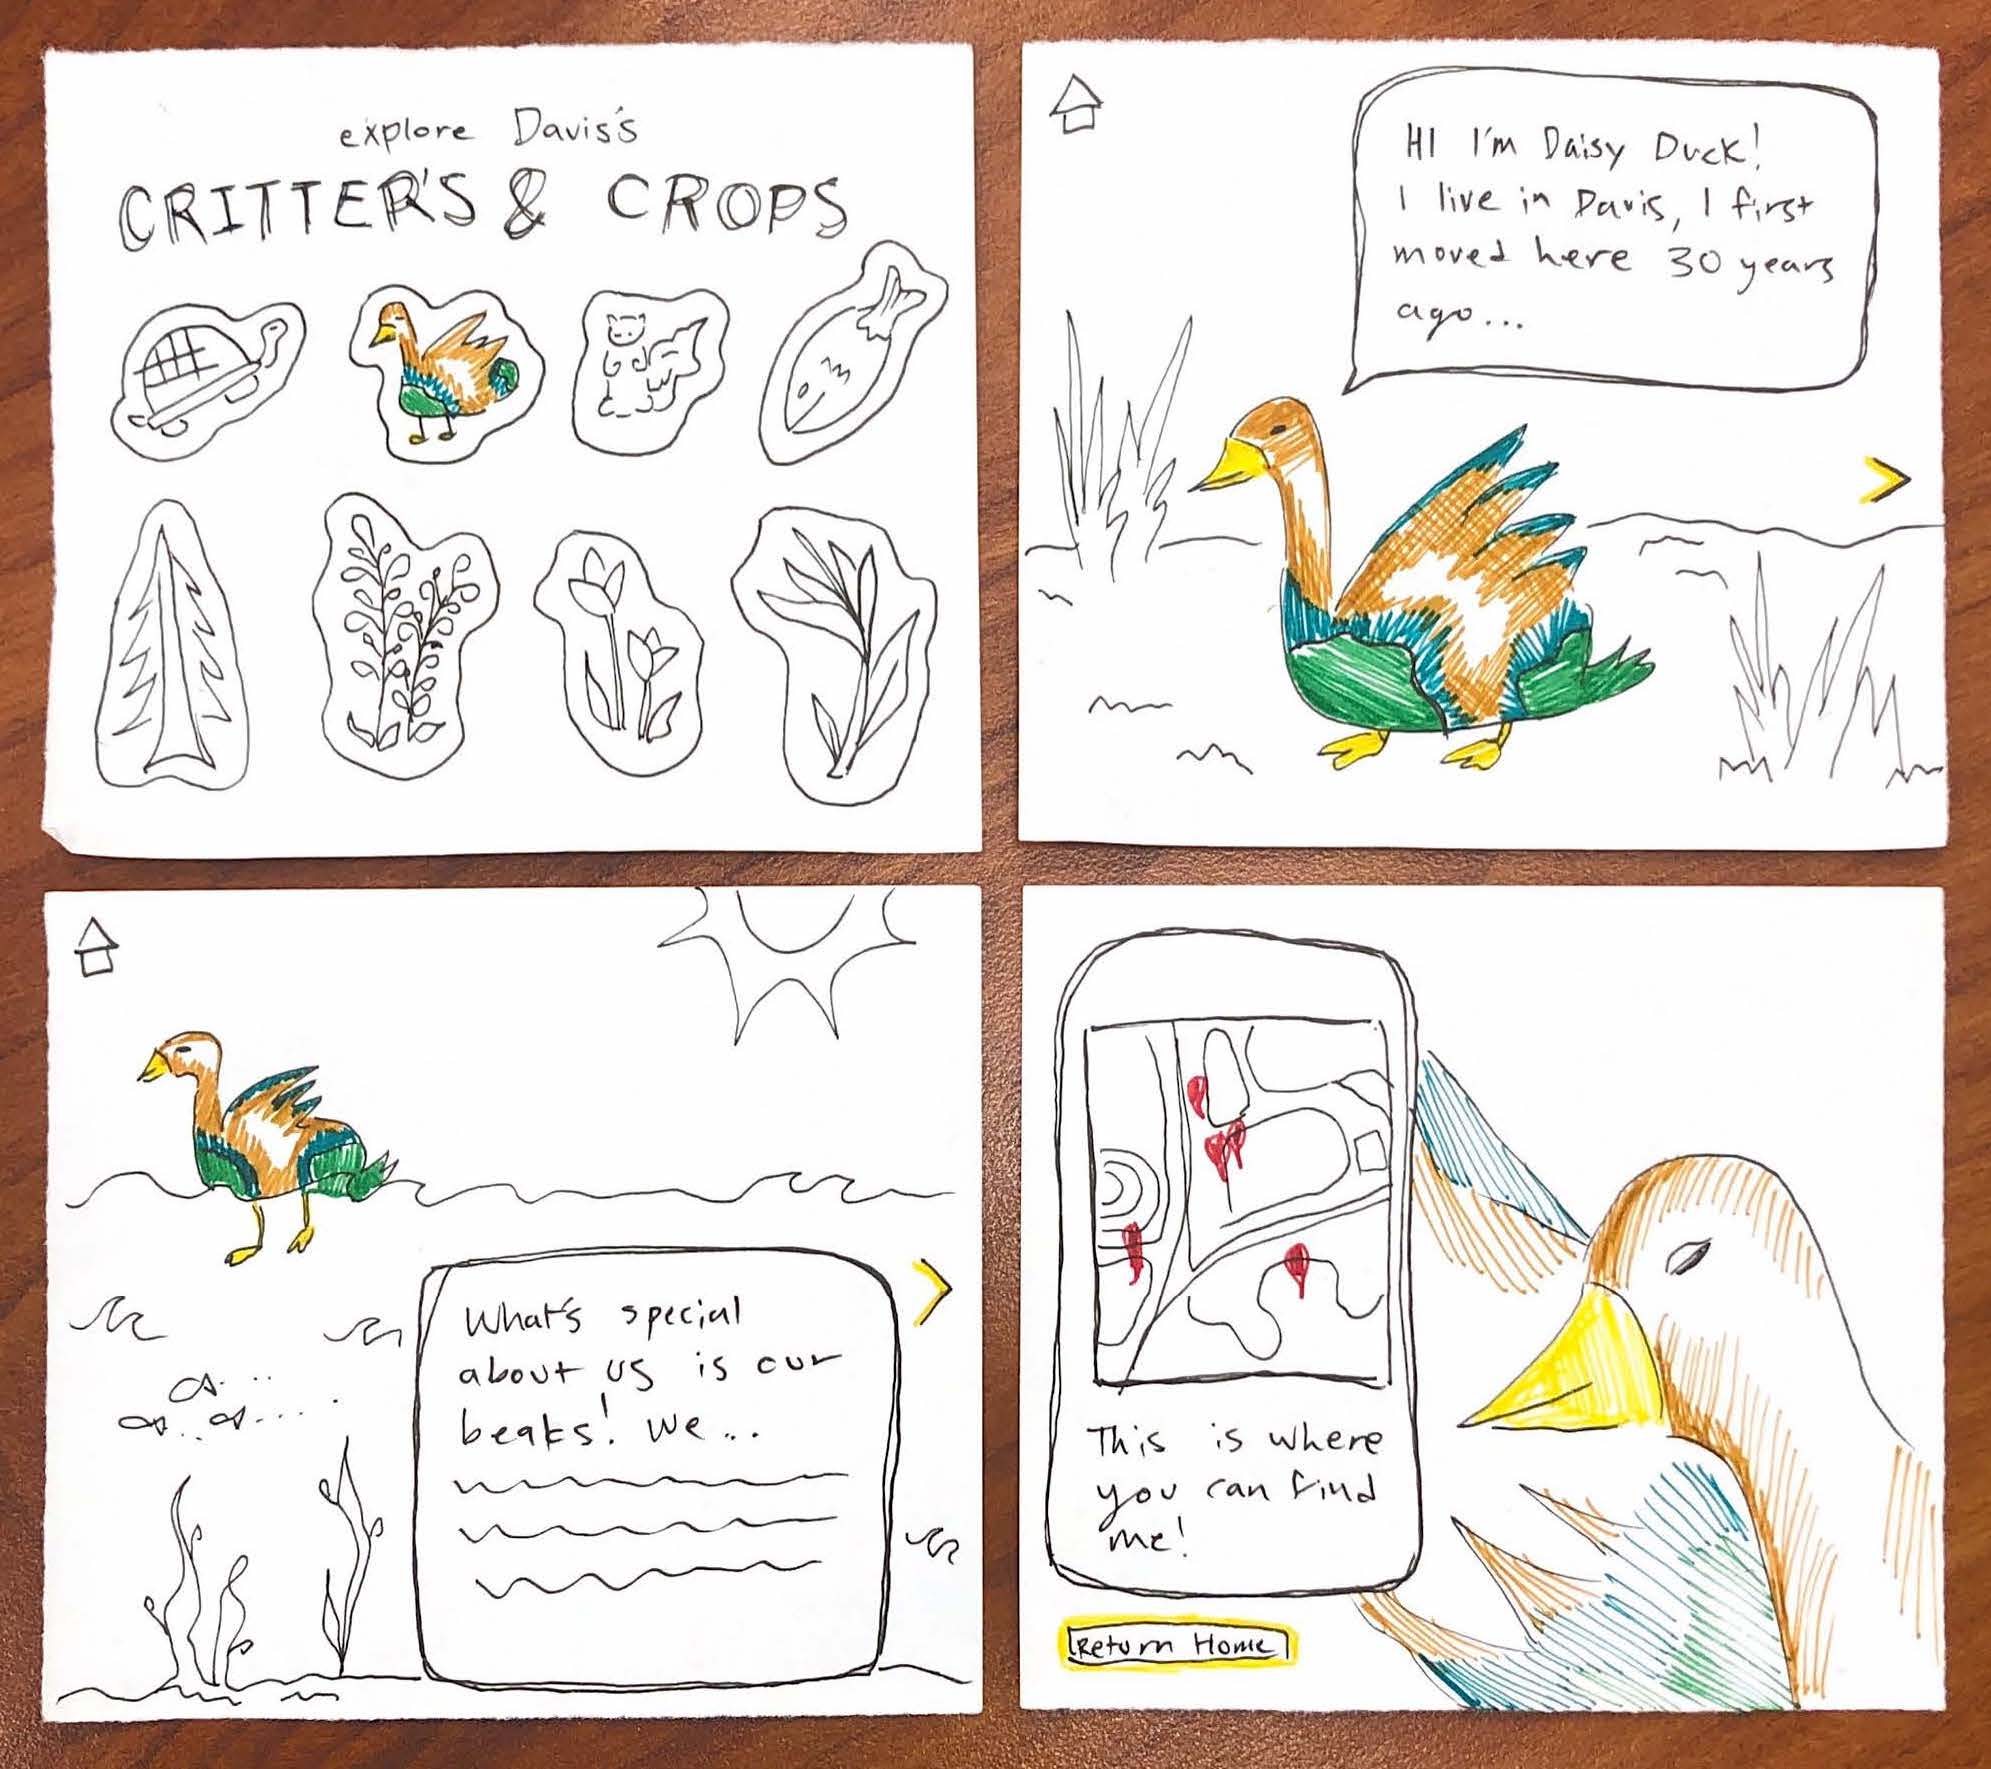 explore Davis's
CRITTER'S & CROPS
HI I'm Daisy Duck!
I live in Davis, I first
moved here 30 years
ago...
What's special
about us is our
beaks! We...
This is where
you can find
me!
Return Home